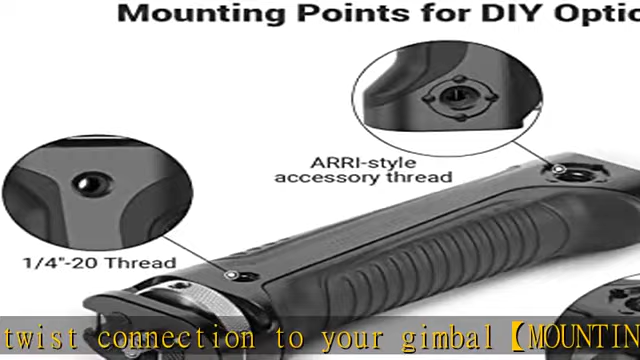 Mounting Points for DIY Optio
ARRI-style
accessory thread
1/4"-20 Thread
twist connection to your gimbal【MOUNTIN